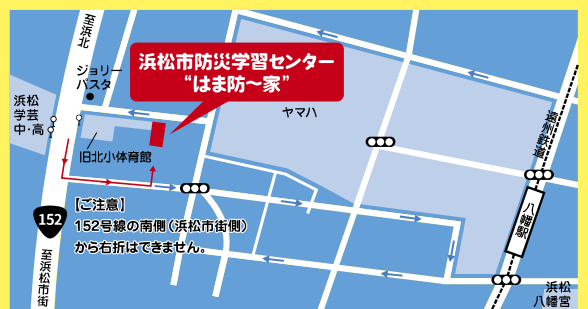 至浜北
ジョリー
パスタ
浜松市防災学習センター
“はま防〜家”
ヤマハ
浜松
学芸
中・高
旧北小体育館
遠州鉄道
八幡駅
152
【ご注意】
152号線の南側（浜松市街側）
から右折はできません。
至浜松市街
浜松
八幡宮